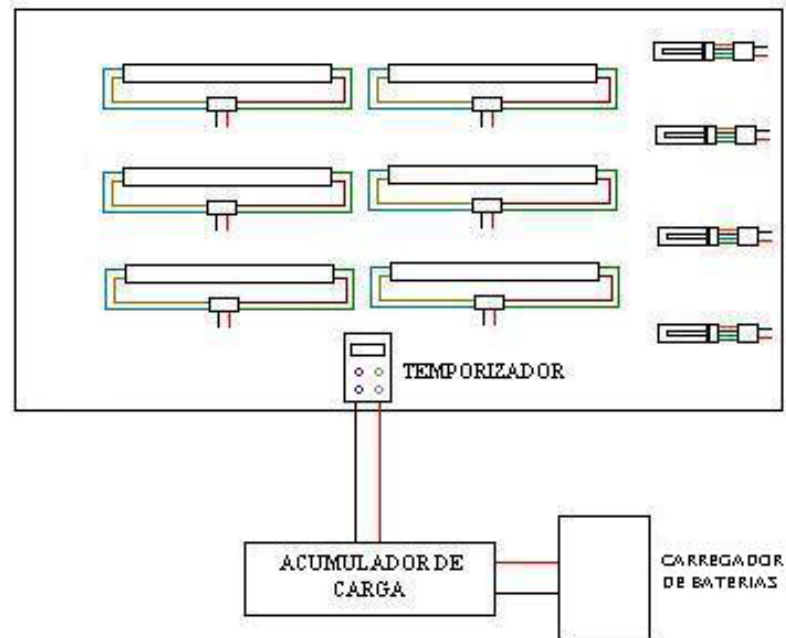 TEMPORIZADOR
ACUMULADOR DE
CARGA
CARREGADOR
DE BATERIAS